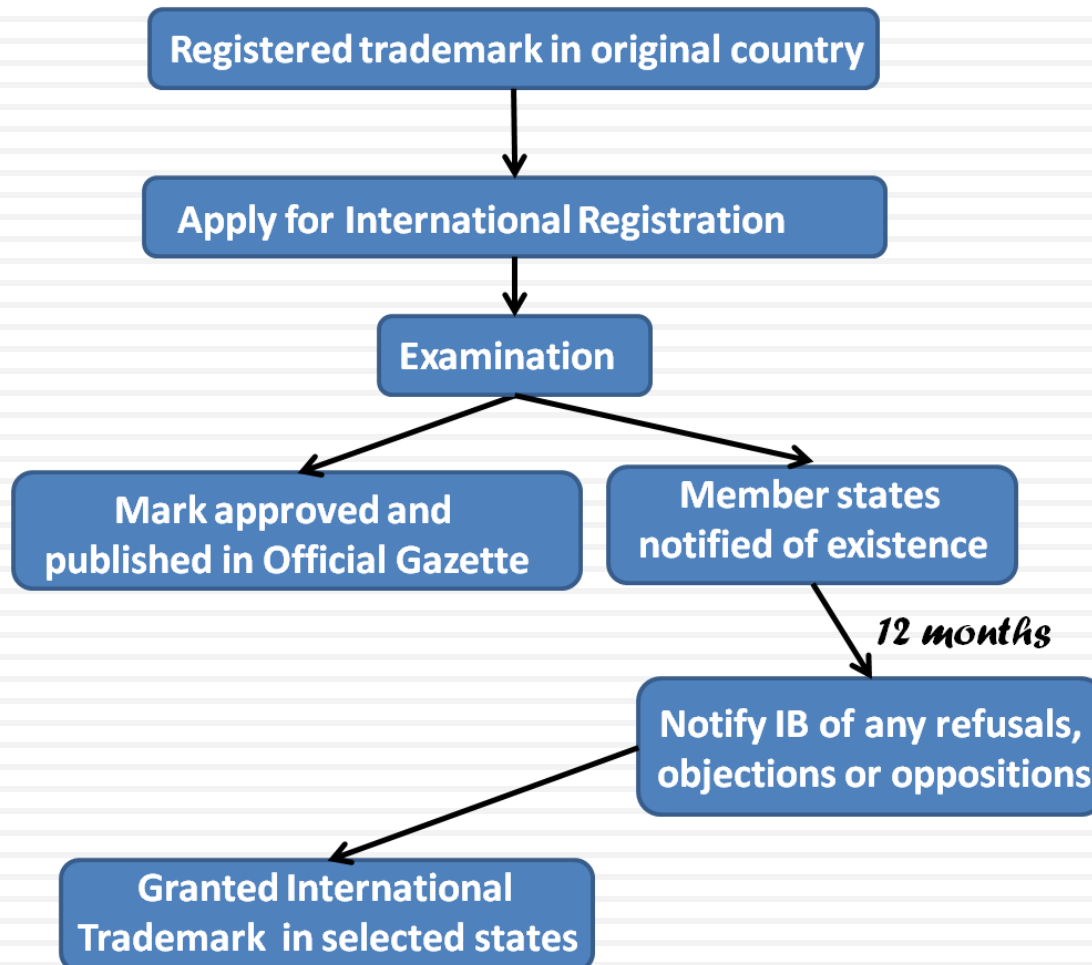 Registered trademark in original country
Apply for International Registration
Examination
Mark approved and
published in Official Gazette
Member states
notified of existence
12 months
Notify IB of any refusals,
objections or oppositions
Granted International
Trademark in selected states